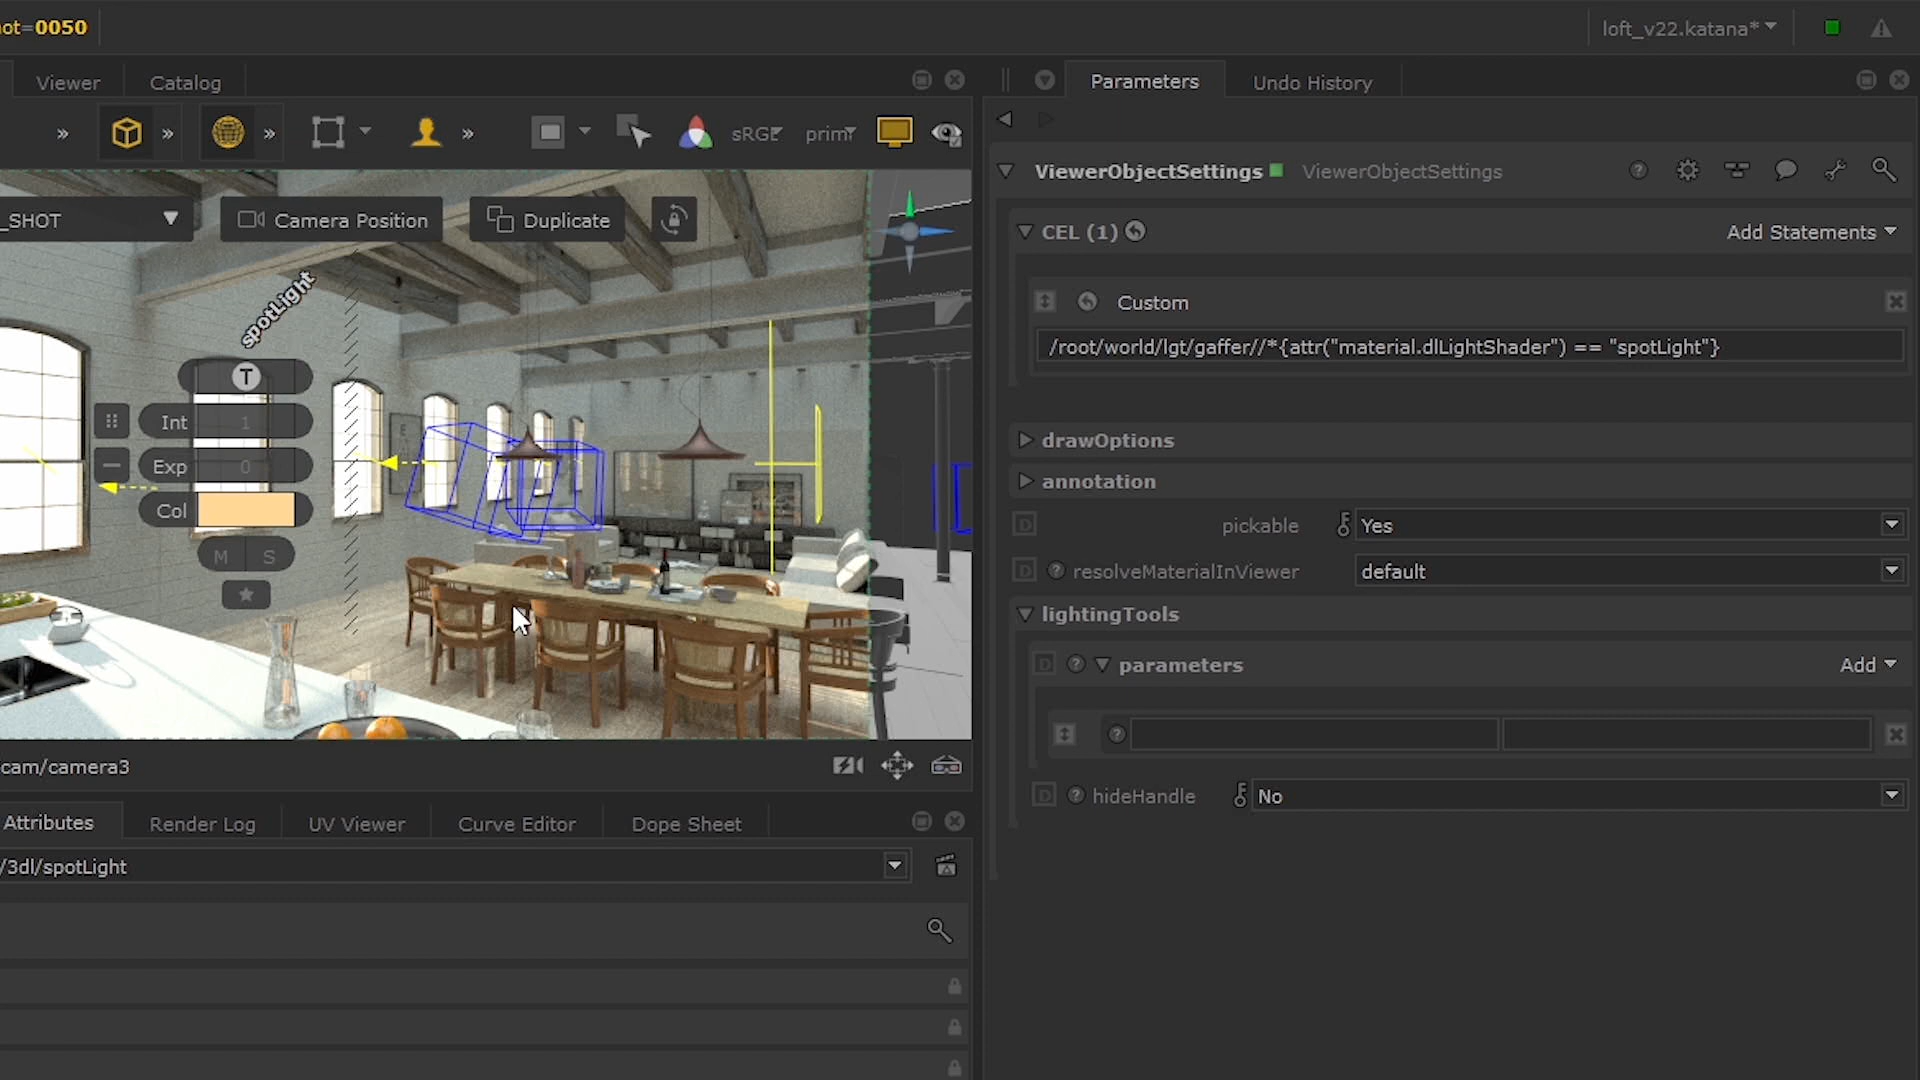 ot=0050
loft_v22.katana*
Viewer
Catalog
Parameters
Undo History
sRGB
ViewerObjectSettings
ViewerObjectSettings
_SHOT
Camera Position
Duplicate
CEL (1)
Add Statements
spotLight
Custom
/root/world/lgt/gaffer//*{attr("material.dlLightShader") == "spotLight"}
T
Int 1
Exp 0
Col
M S
drawOptions
annotation
pickable
Yes
resolveMaterialInViewer
default
lightingTools
parameters
Add
hideHandle
No
cam/camera3
Attributes
Render Log
UV Viewer
Curve Editor
Dope Sheet
/3dl/spotLight